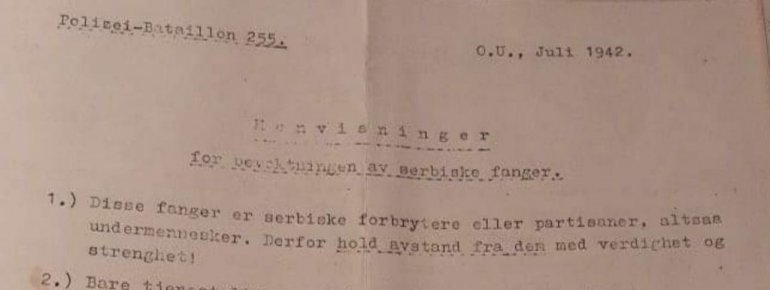 Polizei-Bataillon 255.
O.U., Juli 1942.
Henvisninger
for bevoktningen av serbiske fanger.
1.) Disse fanger er serbiske forbrytere eller partisaner, altsaa
undermennesker. Derfor hold avstand fra dem med verdighet og
strenghet!
2.) Bare